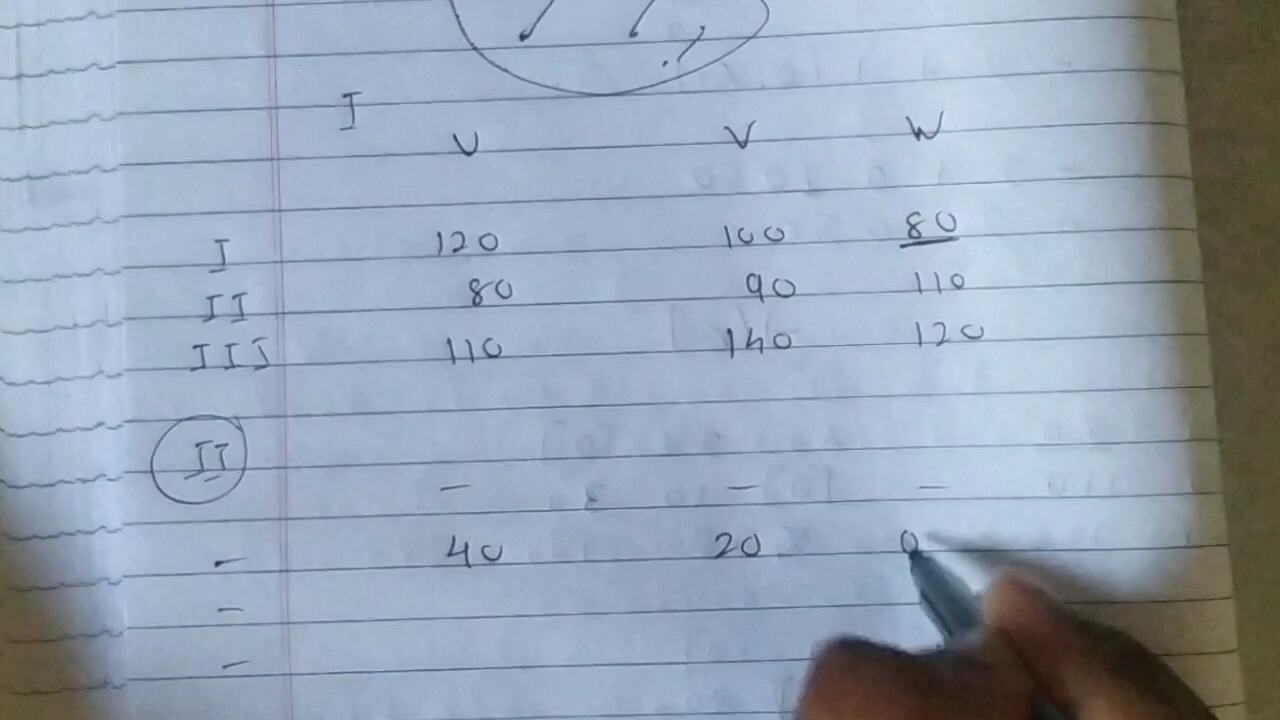 I
U V W
I 120 100 80
II 80 90 110
III 110 140 120
II
- - -
- 40 20 0
-
-